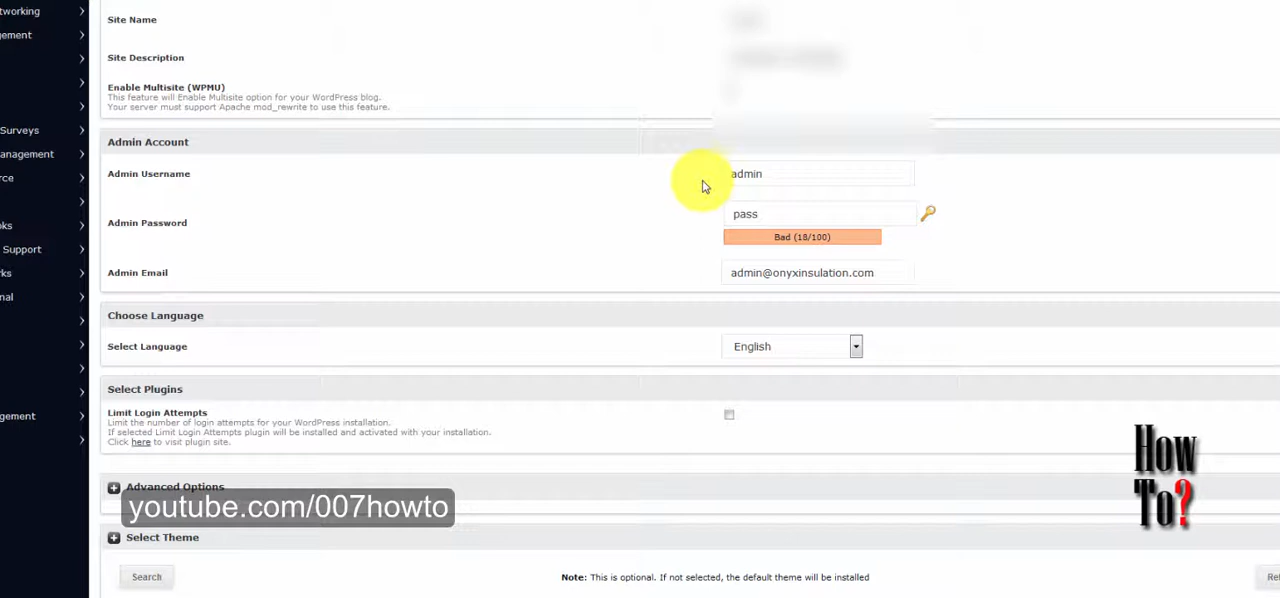 tworking
gement
Surveys
anagement
rce
ks
Support
rks
nal
gement
Site Name
Site Description
Enable Multisite (WPMU)
This feature will Enable Multisite option for your WordPress blog.
Your server must support Apache mod_rewrite to use this feature.
Admin Account
Admin Username
admin
Admin Password
pass
Bad (18/100)
Admin Email
admin@onyxinsulation.com
Choose Language
Select Language
English
Select Plugins
Limit Login Attempts
Limit the number of login attempts for your WordPress installation.
If selected Limit Login Attempts plugin will be installed and activated with your installation.
Click here to visit plugin site.
Advanced Options
youtube.com/007howto
How
To?
Select Theme
Search
Note: This is optional. If not selected, the default theme will be installed